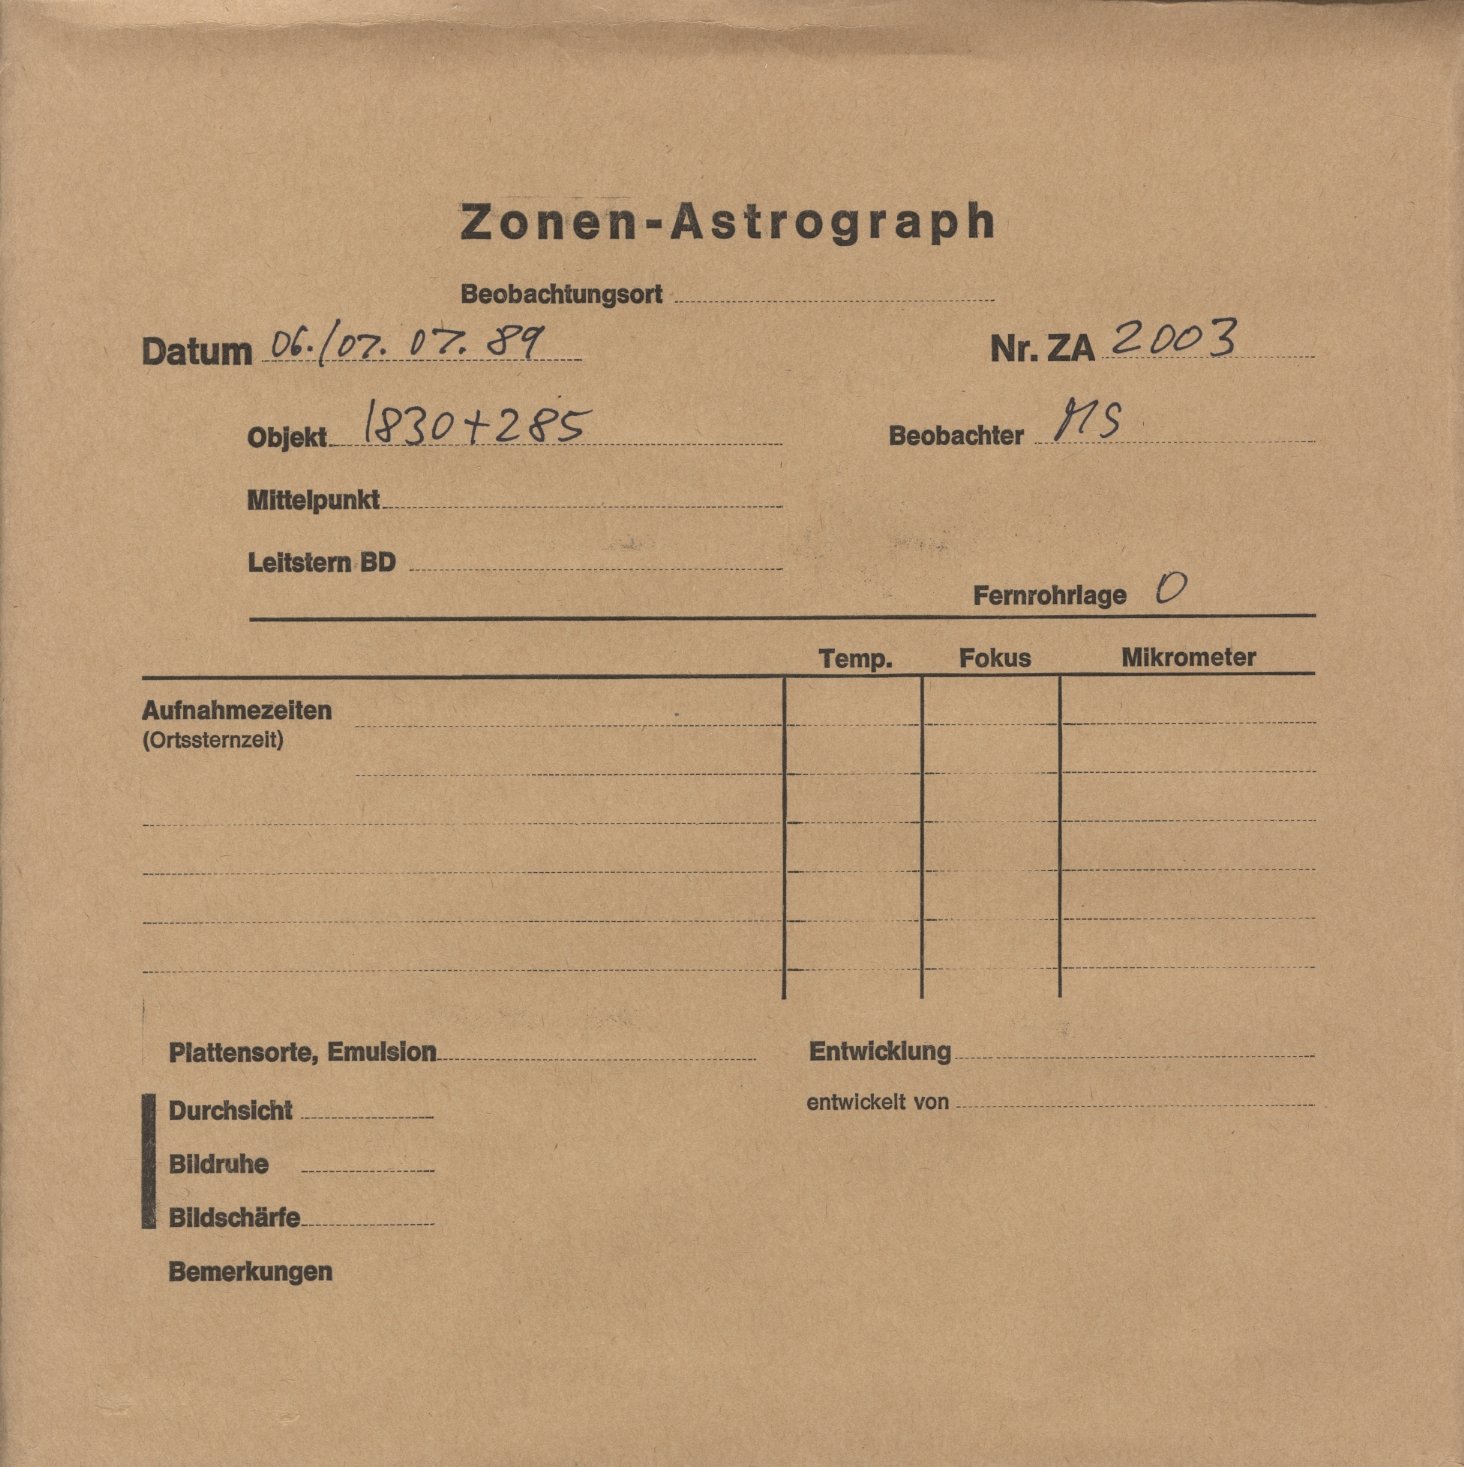 Zonen-Astrograph
Beobachtungsort
Datum 06./07. 07. 89 Nr. ZA 2003
Objekt 1830+285 Beobachter MS
Mittelpunkt
Leitstern BD
Fernrohrlage O
Temp. Fokus Mikrometer
Aufnahmezeiten
(Ortssternzeit)
Plattensorte, Emulsion Entwicklung
Durchsicht entwickelt von
Bildruhe
Bildschärfe
Bemerkungen